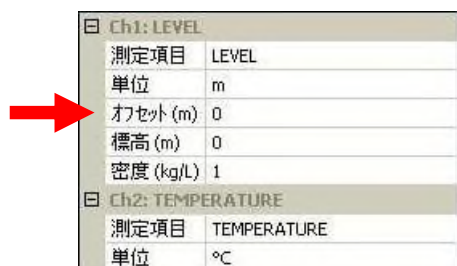 Ch1: LEVEL
測定項目 LEVEL
単位 m
オフセット (m) 0
標高 (m) 0
密度 (kg/L) 1
Ch2: TEMPERATURE
測定項目 TEMPERATURE
単位 °C